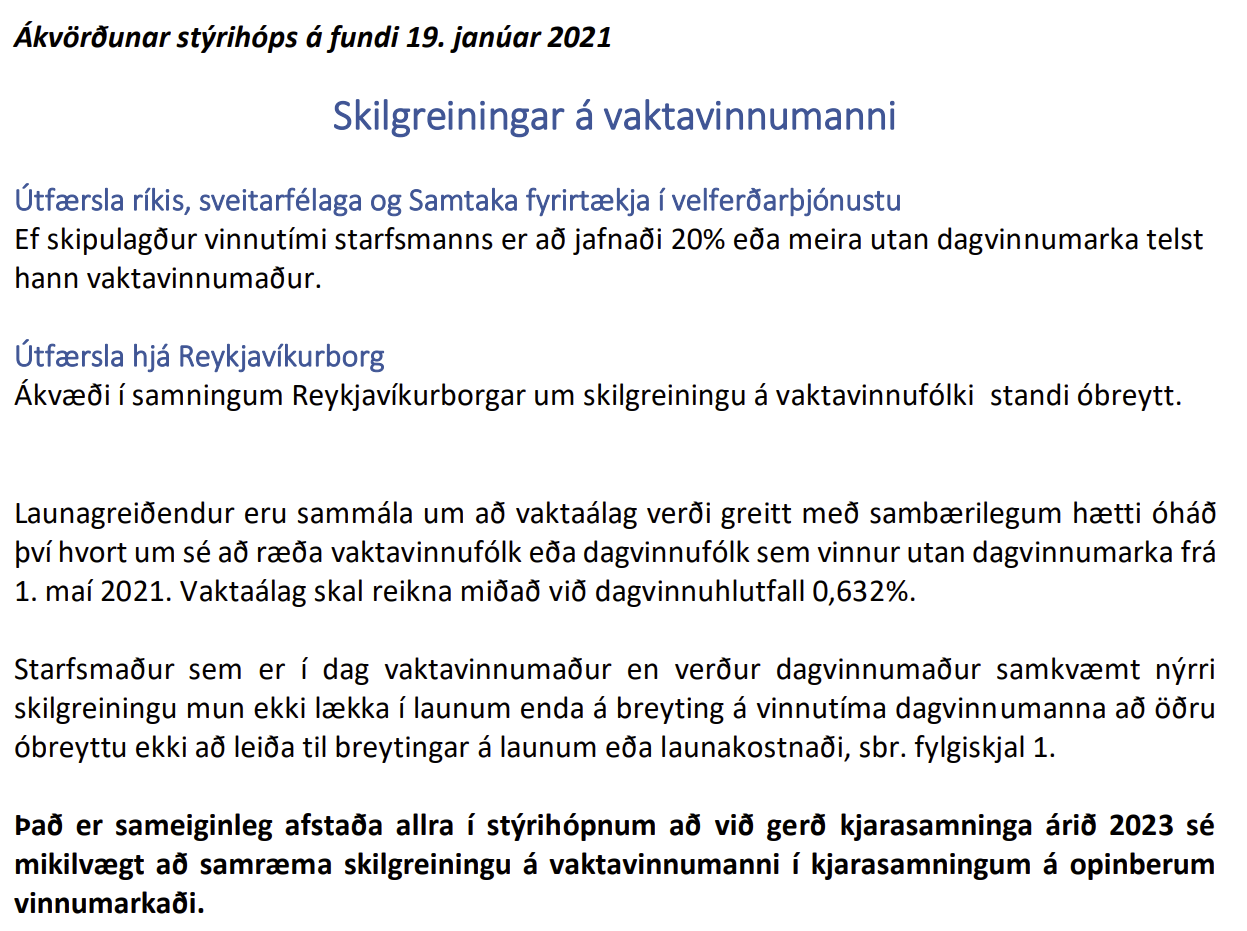 Ákvörðunar stýrihóps á fundi 19. janúar 2021
Skilgreiningar á vaktavinnumanni
Útfærsla ríkis, sveitarfélaga og Samtaka fyrirtækja í velferðarþjónustu
Ef skipulagður vinnutími starfsmanns er að jafnaði 20% eða meira utan dagvinnumarka telst
hann vaktavinnumaður.
Útfærsla hjá Reykjavíkurborg
Ákvæði í samningum Reykjavíkurborgar um skilgreiningu á vaktavinnufólki standi óbreytt.
Launagreiðendur eru sammála um að vaktaálag verði greitt með sambærilegum hætti óháð
því hvort um sé að ræða vaktavinnufólk eða dagvinnufólk sem vinnur utan dagvinnumarka frá
1. maí 2021. Vaktaálag skal reikna miðað við dagvinnuhlutfall 0,632%.
Starfsmaður sem er í dag vaktavinnumaður en verður dagvinnumaður samkvæmt nýrri
skilgreiningu mun ekki lækka í launum enda á breyting á vinnutíma dagvinnumanna að öðru
óbreyttu ekki að leiða til breytingar á launum eða launakostnaði, sbr. fylgiskjal 1.
Það er sameiginleg afstaða allra í stýrihópnum að við gerð kjarasamninga árið 2023 sé
mikilvægt að samræma skilgreiningu á vaktavinnumanni í kjarasamningum á opinberum
vinnumarkaði.